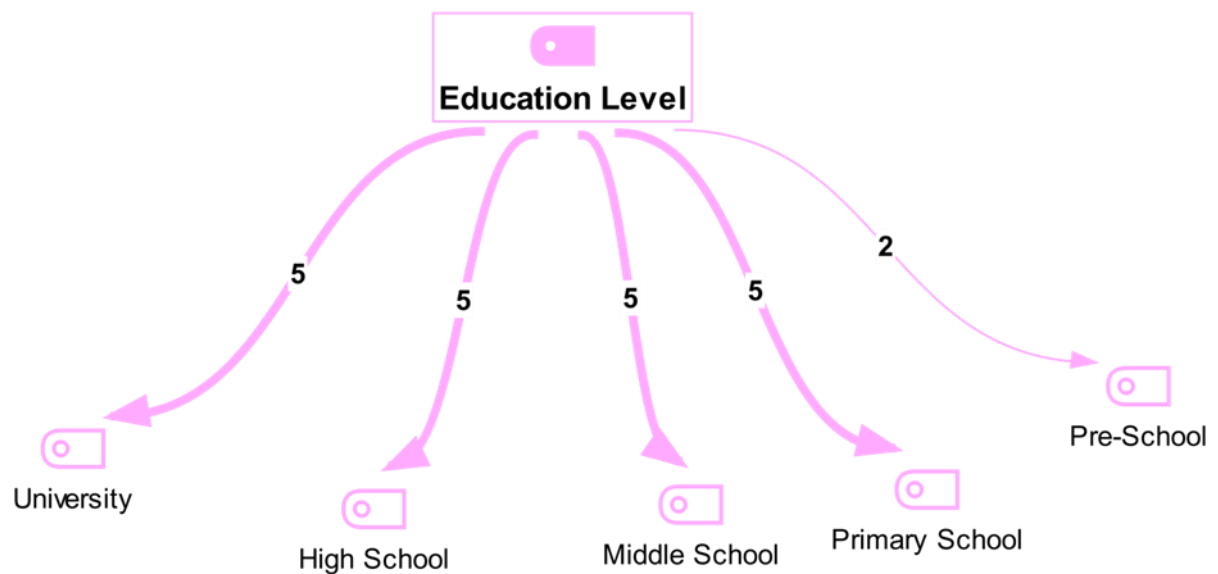 Education Level
5
5
5
5
2
University
High School
Middle School
Primary School
Pre-School